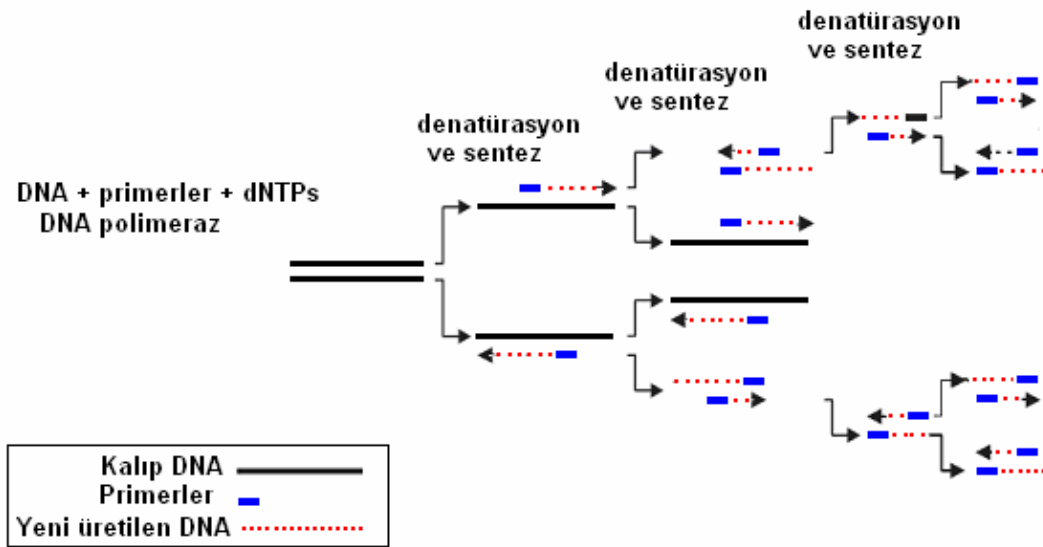 denatürasyon
ve sentez
denatürasyon
ve sentez
denatürasyon
ve sentez
DNA + primerler + dNTPs
DNA polimeraz
Kalıp DNA
Primerler
Yeni üretilen DNA